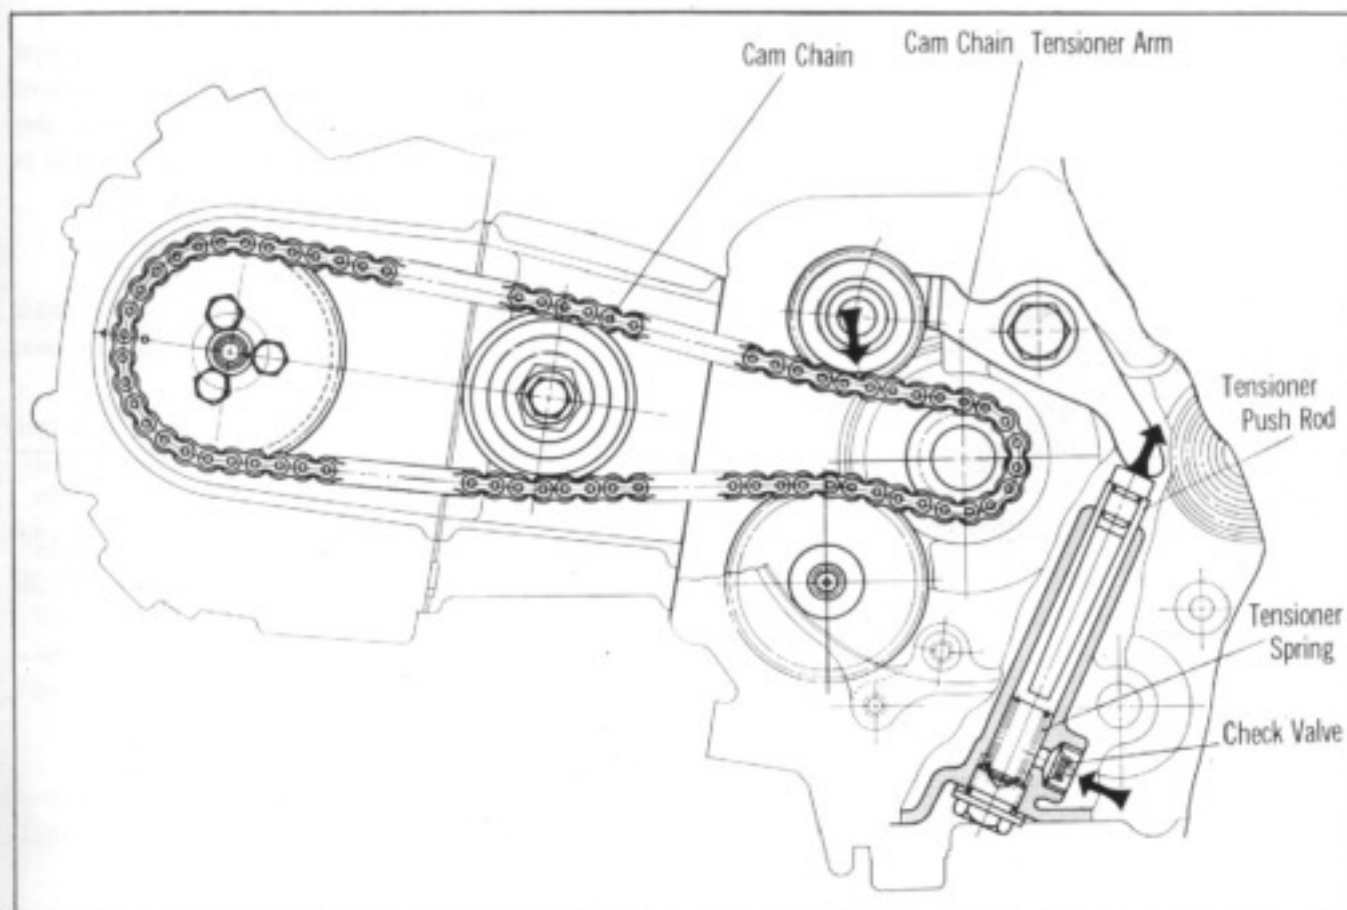 Cam Chain
Cam Chain Tensioner Arm
Tensioner
Push Rod
Tensioner
Spring
Check Valve